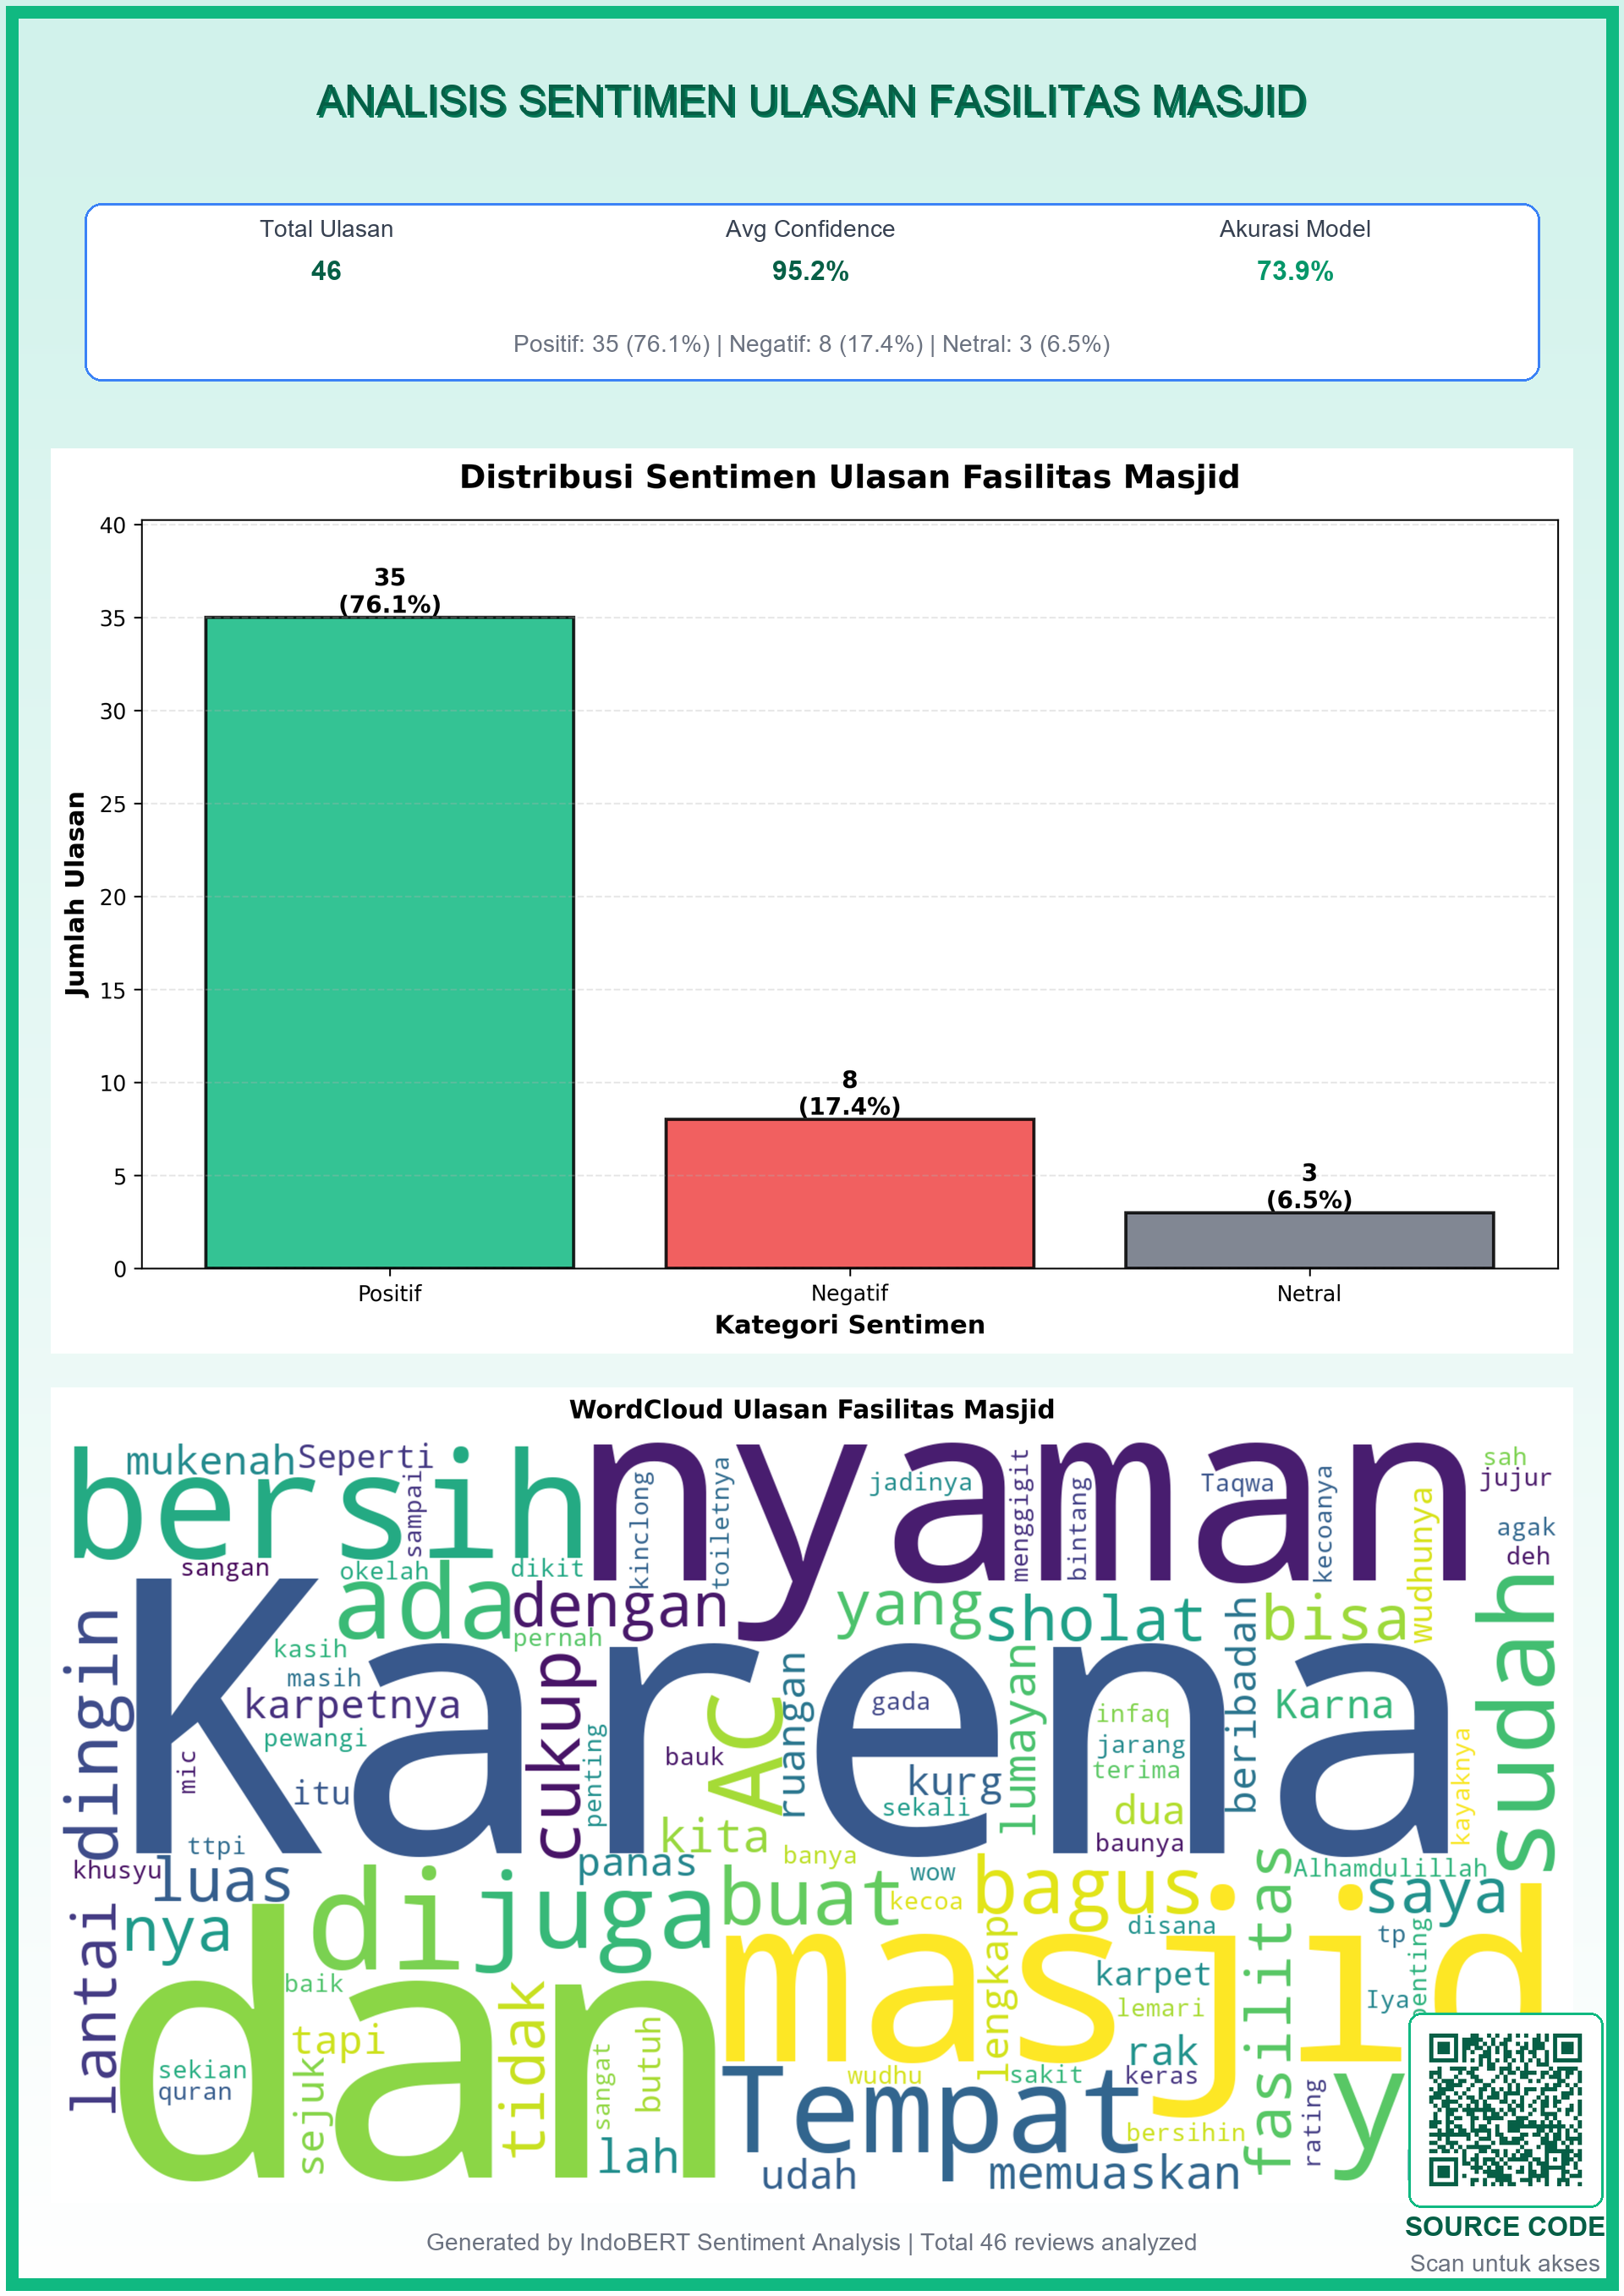 ANALISIS SENTIMEN ULASAN FASILITAS MASJID
Total Ulasan
Avg Confidence
Akurasi Model
46
95.2%
73.9%
Positif: 35 (76.1%) | Negatif: 8 (17.4%) | Netral: 3 (6.5%)
Distribusi Sentimen Ulasan Fasilitas Masjid
Jumlah Ulasan
40
35
30
25
20
15
10
5
0
35
(76.1%)
8
(17.4%)
3
(6.5%)
Positif
Negatif
Netral
Kategori Sentimen
WordCloud Ulasan Fasilitas Masjid
mukenah
Seperti
bersih
sampai
nyaman
kinclong
toiletnya
jadinya
menggigit
bintang
Taqwa
kecoanya
wudhunya
sah
jujur
agak
deh
sangan
okelah
dikit
ada
dengan
yang
sholat
bisa
sudah
dingin
Karena
kasih
pernah
masih
karpetnya
pewangi
mic
itu
cukup
penting
bauk
AC
ruangan
gada
kurg
sekali
lumayan
infaq
jarang
terima
dua
baunya
beribadah
Karna
kayaknya
ttpi
khusyu
luas
kita
panas
banya
wow
kecoa
bagus
Alhamdulillah
saya
lantai
nya
di
juga
buat
disana
fasilitas
tp
penting
baik
dan
masjid
lengkap
karpet
lemari
Iya
tapi
tidak
sekian
quran
sejuk
sangat
butuh
lah
Tempat
wudhu
sakit
rak
keras
bersihin
rating
y
udah
memuaskan
SOURCE CODE
Generated by IndoBERT Sentiment Analysis | Total 46 reviews analyzed
Scan untuk akses